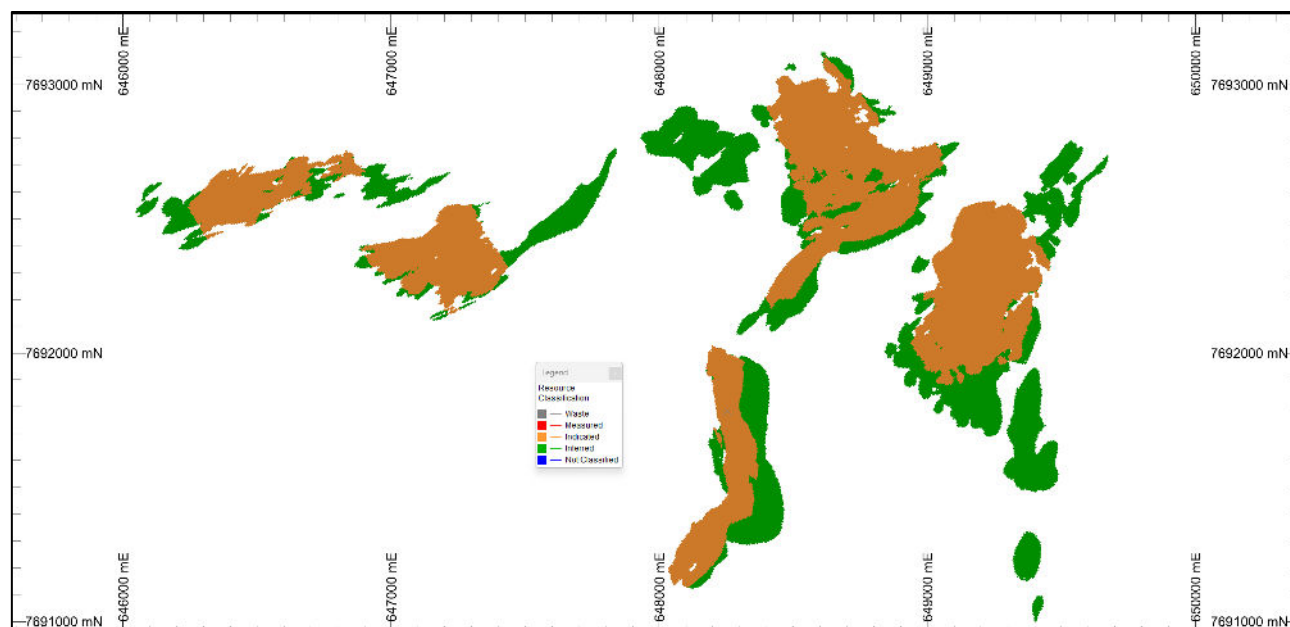 646000 mE
647000 mE
648000 mE
649000 mE
650000 mE
7693000 mN
7693000 mN
7692000 mN
7692000 mN
Legend
Resource
Classification
Waste
Measured
Indicated
Inferred
Not Classified
646000 mE
647000 mE
648000 mE
649000 mE
650000 mE
7691000 mN
7691000 mN